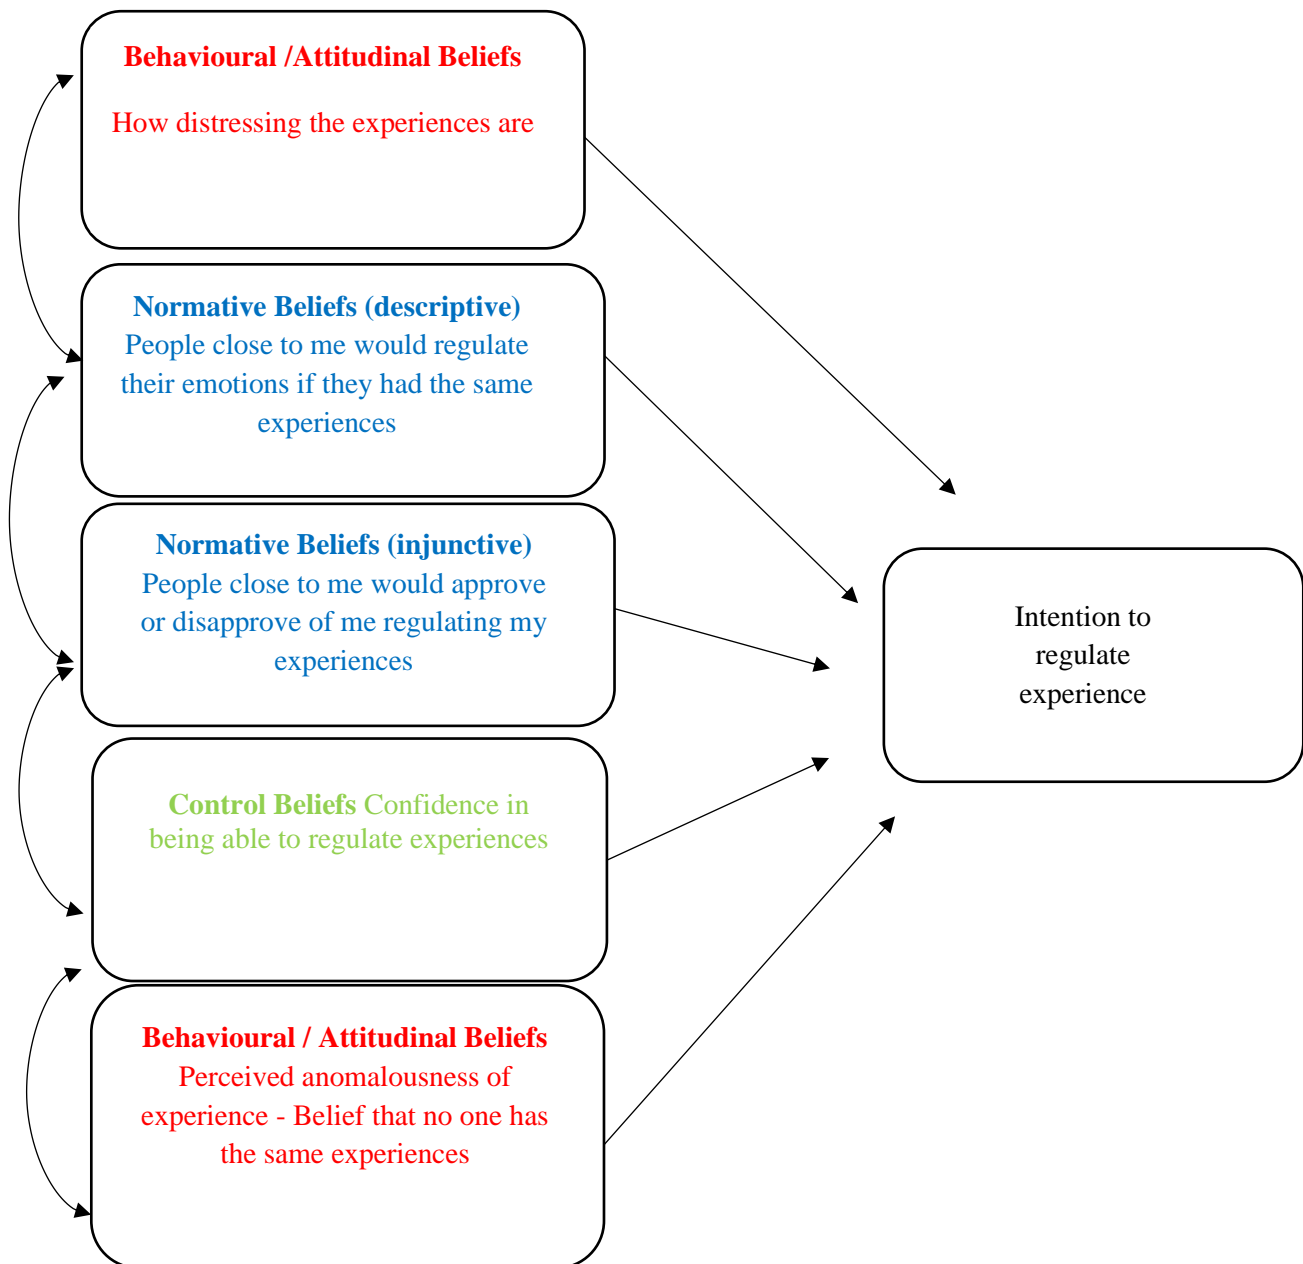 Behavioural /Attitudinal Beliefs
How distressing the experiences are
Normative Beliefs (descriptive)
People close to me would regulate
their emotions if they had the same
experiences
Normative Beliefs (injunctive)
People close to me would approve
or disapprove of me regulating my
experiences
Control Beliefs Confidence in
being able to regulate experiences
Behavioural / Attitudinal Beliefs
Perceived anomalousness of
experience - Belief that no one has
the same experiences
Intention to
regulate
experience